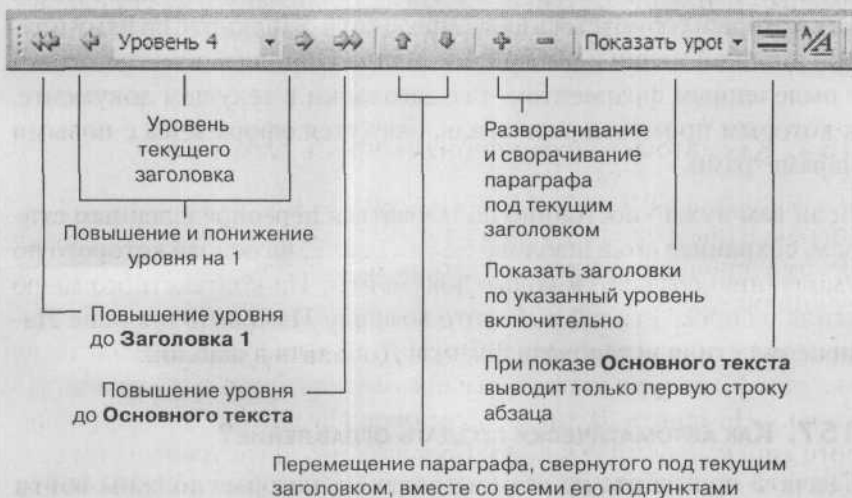 Уровень 4
Показать урог
Уровень
текущего
заголовка
Повышение и понижение
уровня на 1
Повышение уровня
до Заголовка 1
Повышение уровня
до Основного текста
Разворачивание
и сворачивание
параграфа
под текущим
заголовком
Показать заголовки
по указанный уровень
включительно
При показе Основного текста
выводит только первую строку
абзаца
Перемещение параграфа, свернутого под текущим
заголовком, вместе со всеми его подпунктами